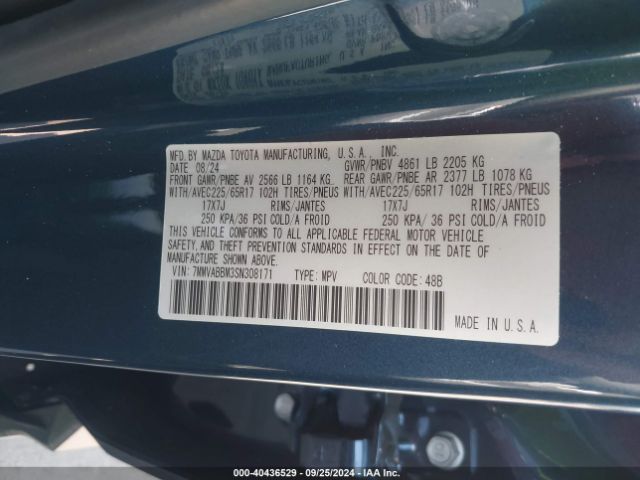 MFD. BY MAZDA TOYOTA MANUFACTURING, U.S.A., INC.
DATE 08/24 GVWR/PNBV 4861 LB 2205 KG
FRONT GAWR/PNBE AV 2566 LB 1164 KG REAR GAWR/PNBE AR 2377 LB 1078 KG
WITH/AVEC225/65R17 102H TIRES/PNEUS WITH/AVEC225/65R17 102H TIRES/PNEUS
17X7J RIMS/JANTES 17X7J RIMS/JANTES
250 KPA/36 PSI COLD/A FROID 250 KPA/36 PSI COLD/A FROID
THIS VEHICLE CONFORMS TO ALL APPLICABLE FEDERAL MOTOR VEHICLE
SAFETY, AND THEFT PREVENTION STANDARDS IN EFFECT ON THE DATE OF
MANUFACTURE SHOWN ABOVE.
VIN: 7MMVABBM3SN308171 TYPE: MPV COLOR CODE: 48B
MADE IN U.S.A.
000-40436529 - 09/25/2024 - IAA Inc.